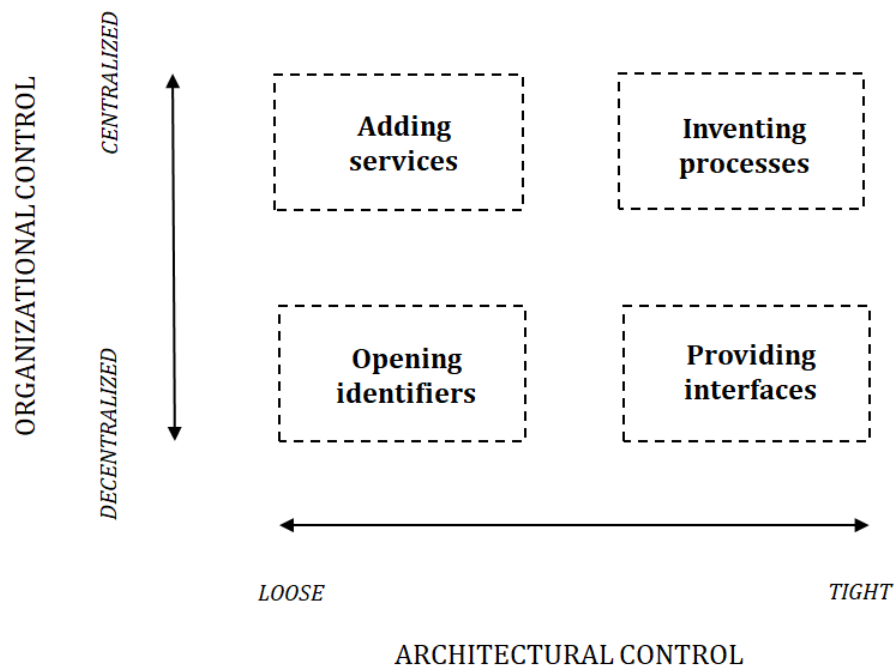 ORGANIZATIONAL CONTROL
CENTRALIZED
DECENTRALIZED
Adding
services
Inventing
processes
Opening
identifiers
Providing
interfaces
LOOSE
TIGHT
ARCHITECTURAL CONTROL